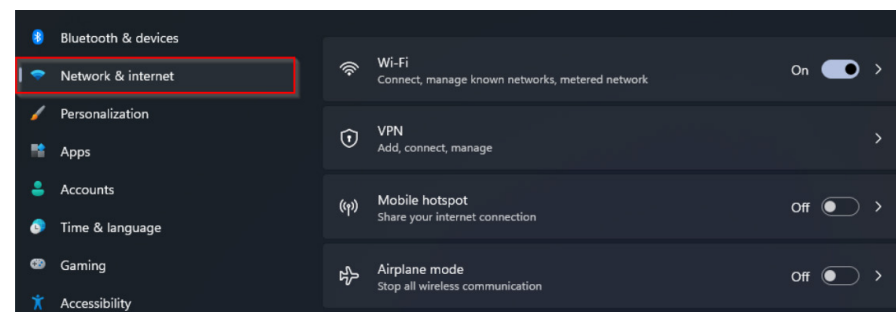 Bluetooth & devices
Network & internet
Personalization
Apps
Accounts
Time & language
Gaming
Accessibility
Wi-Fi
Connect, manage known networks, metered network
On
VPN
Add, connect, manage
Mobile hotspot
Share your internet connection
Off
Airplane mode
Stop all wireless communication
Off